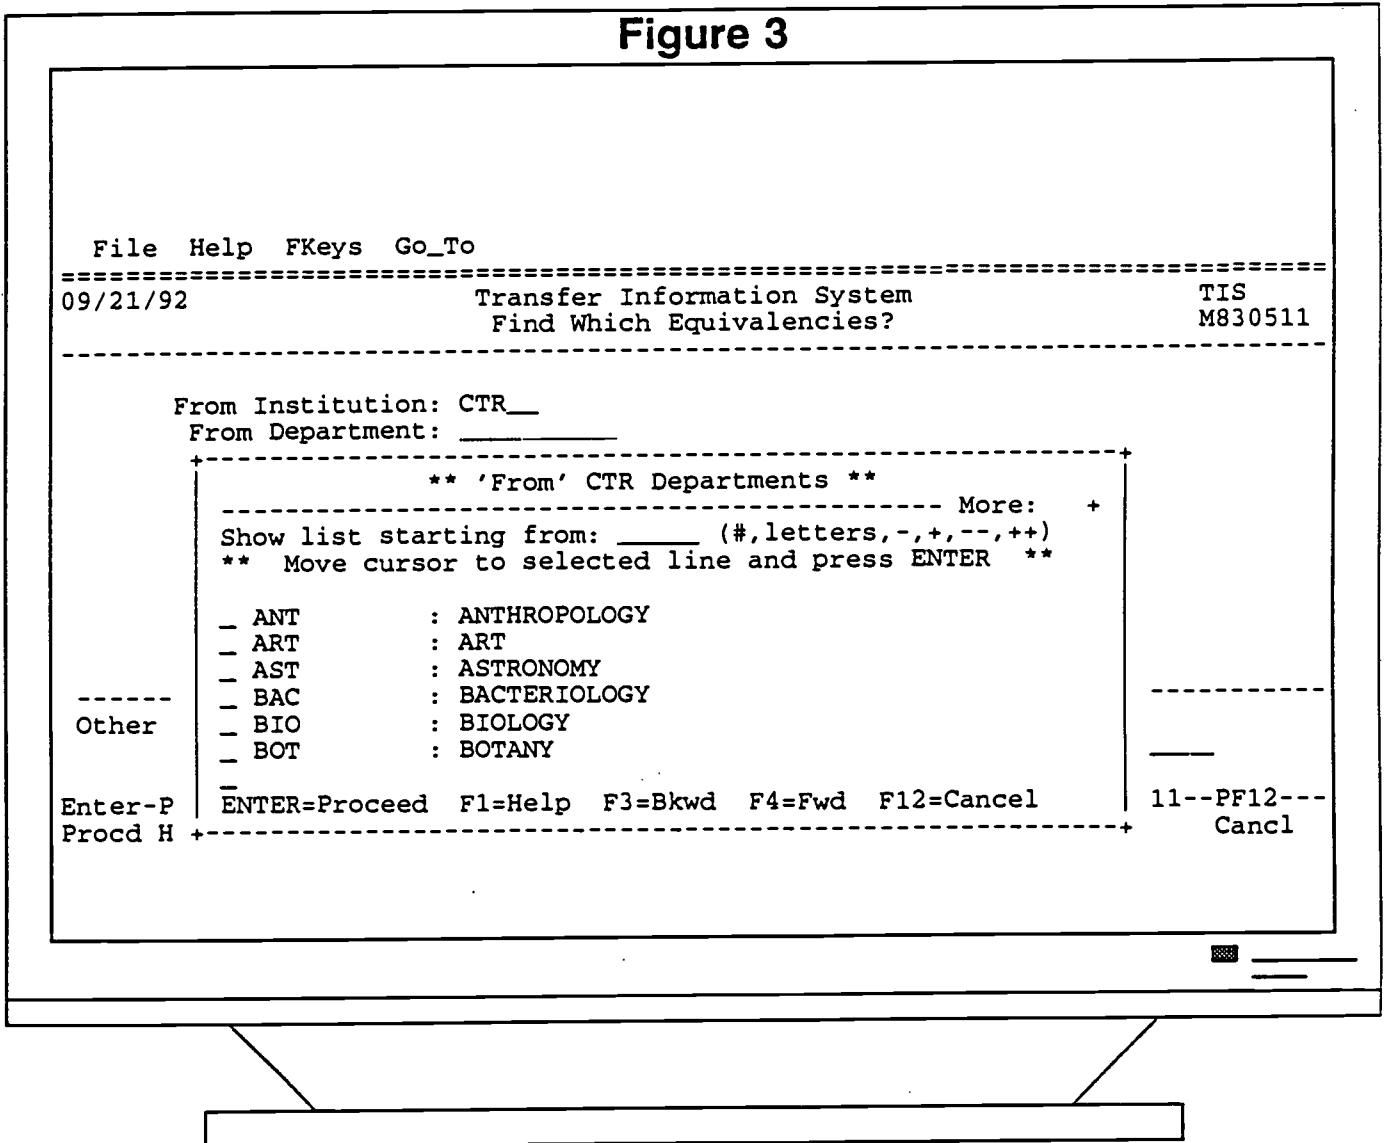 Figure 3
File  Help  FKeys  Go_To
==============================================================================
09/21/92 Transfer Information System TIS
Find Which Equivalencies? M830511
------------------------------------------------------------------------------
From Institution: CTR__
From Department: __________
+---------------------------------------------------------+
** 'From' CTR Departments **
--------------------------------------------- More: +
Show list starting from: _____ (#,letters,-,+,--,++)
** Move cursor to selected line and press ENTER **
_ ANT : ANTHROPOLOGY
_ ART : ART
_ AST : ASTRONOMY
------ _ BAC : BACTERIOLOGY -----------
Other _ BIO : BIOLOGY
_ BOT : BOTANY ____
_
Enter-P | ENTER=Proceed F1=Help F3=Bkwd F4=Fwd F12=Cancel | 11--PF12---
Procd H +---------------------------------------------------------+ Cancl